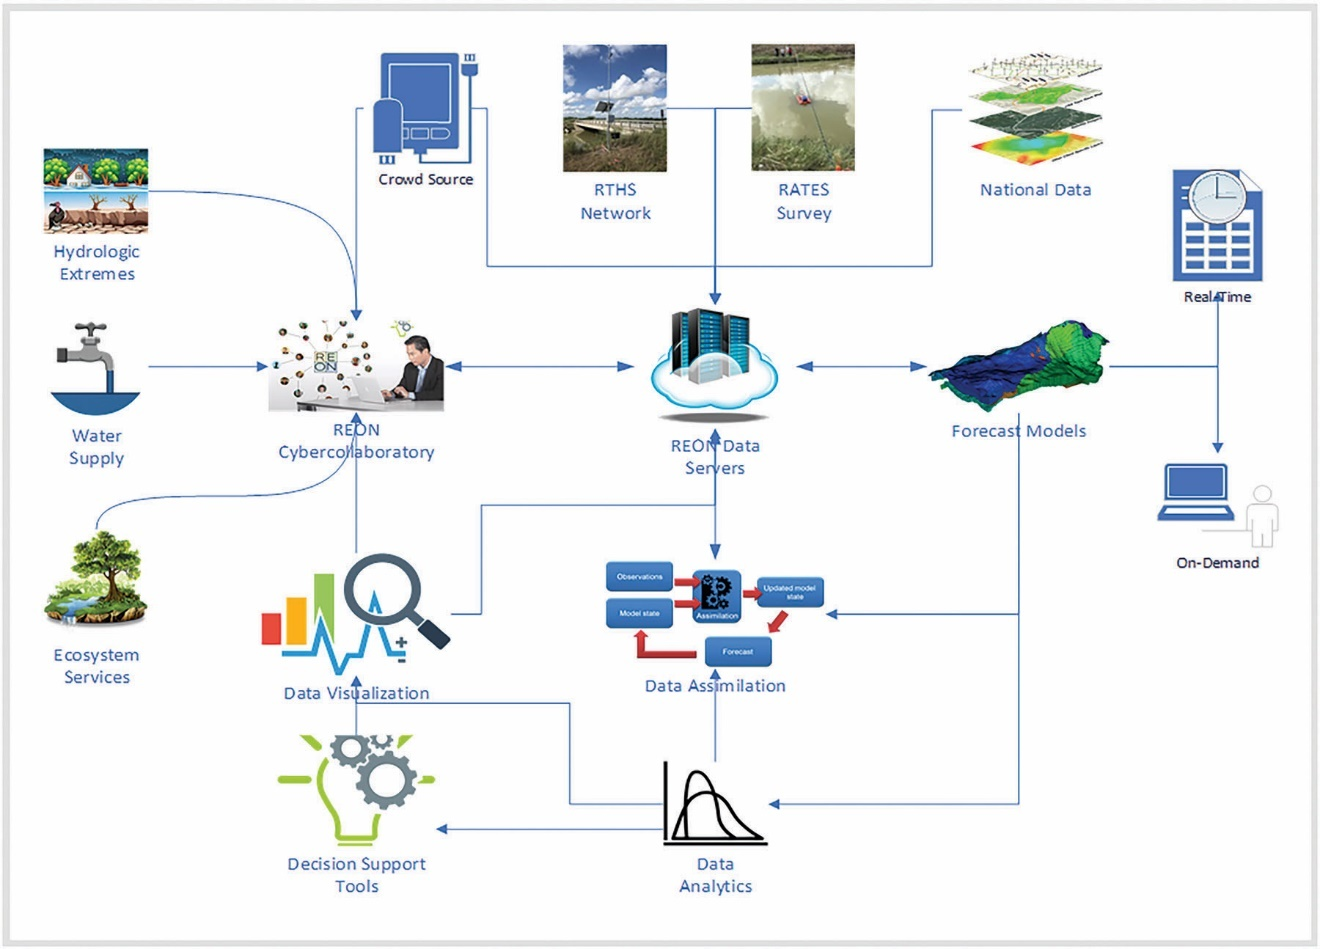 Crowd Source
RTHS
Network
RATES
Survey
National Data
Hydrologic
Extremes
Real-Time
Water
Supply
RE
ON
REON
Cybercollaboratory
REON Data
Servers
Forecast Models
On-Demand
Observations
Model state
Assimilation
Updated model
state
Forecast
Ecosystem
Services
Data Visualization
Data Assimilation
Decision Support
Tools
Data
Analytics